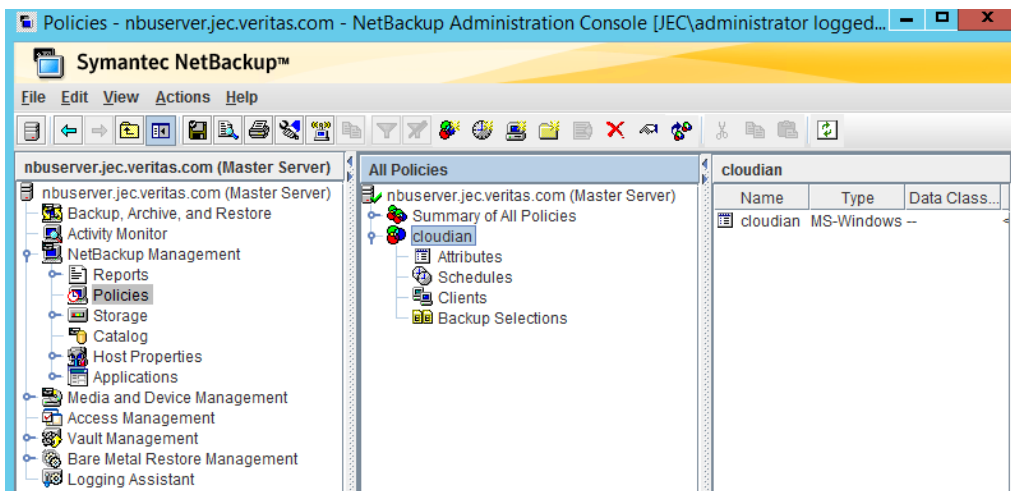 Policies - nbuserver.jec.veritas.com - NetBackup Administration Console [JEC\administrator logged...
Symantec NetBackup™
File Edit View Actions Help
nbuserver.jec.veritas.com (Master Server)
nbuserver.jec.veritas.com (Master Server)
Backup, Archive, and Restore
Activity Monitor
NetBackup Management
Reports
Policies
Storage
Catalog
Host Properties
Applications
Media and Device Management
Access Management
Vault Management
Bare Metal Restore Management
Logging Assistant
All Policies
nbuserver.jec.veritas.com (Master Server)
Summary of All Policies
cloudian
Attributes
Schedules
Clients
Backup Selections
cloudian
Name Type Data Class...
cloudian MS-Windows --